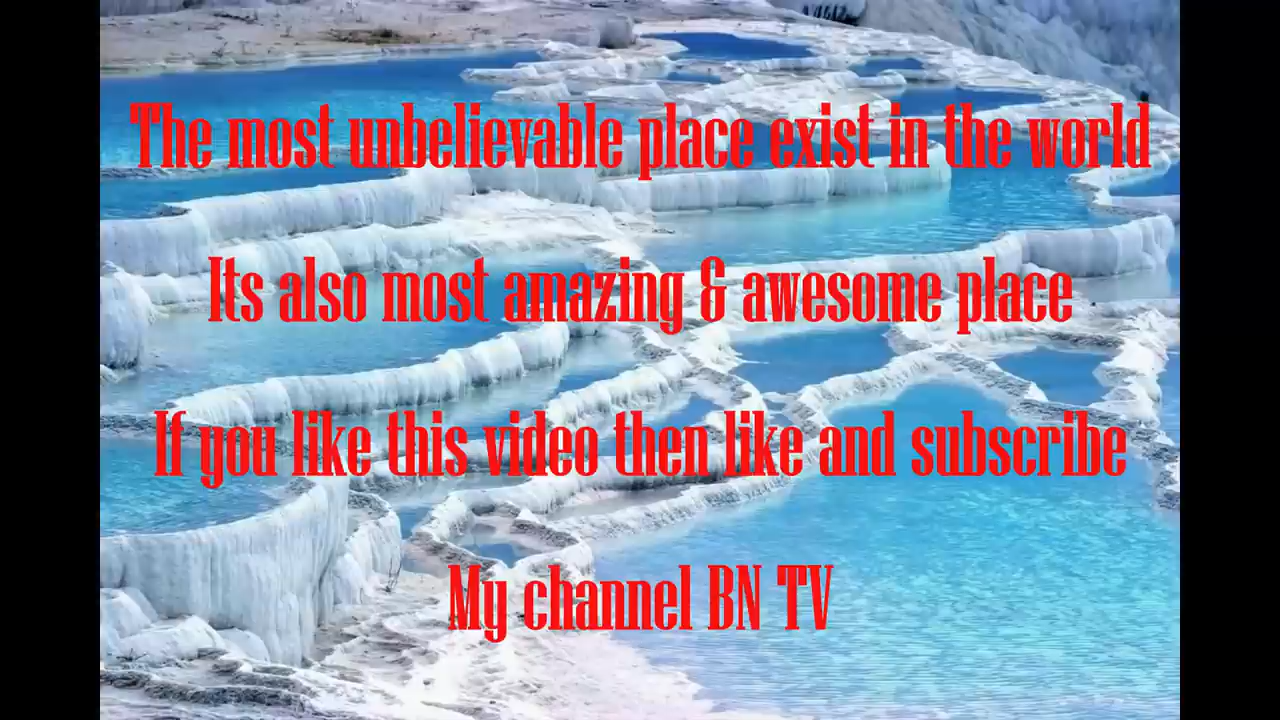 The most unbelievable place exist in the world
Its also most amazing & awesome place
If you like this video then like and subscribe
My channel BN TV